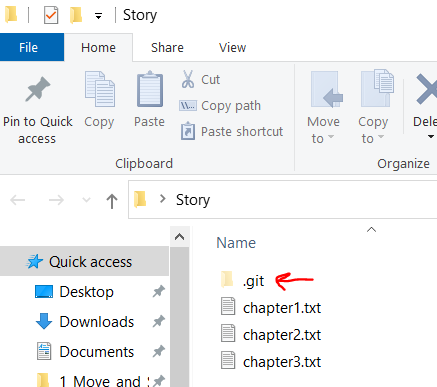 Story
File Home Share View
Pin to Quick access
Copy
Paste
Cut
Copy path
Paste shortcut
Move to
Copy to
Clipboard
Organize
Story
Name
Quick access
Desktop
Downloads
Documents
1 Move and
.git
chapter1.txt
chapter2.txt
chapter3.txt